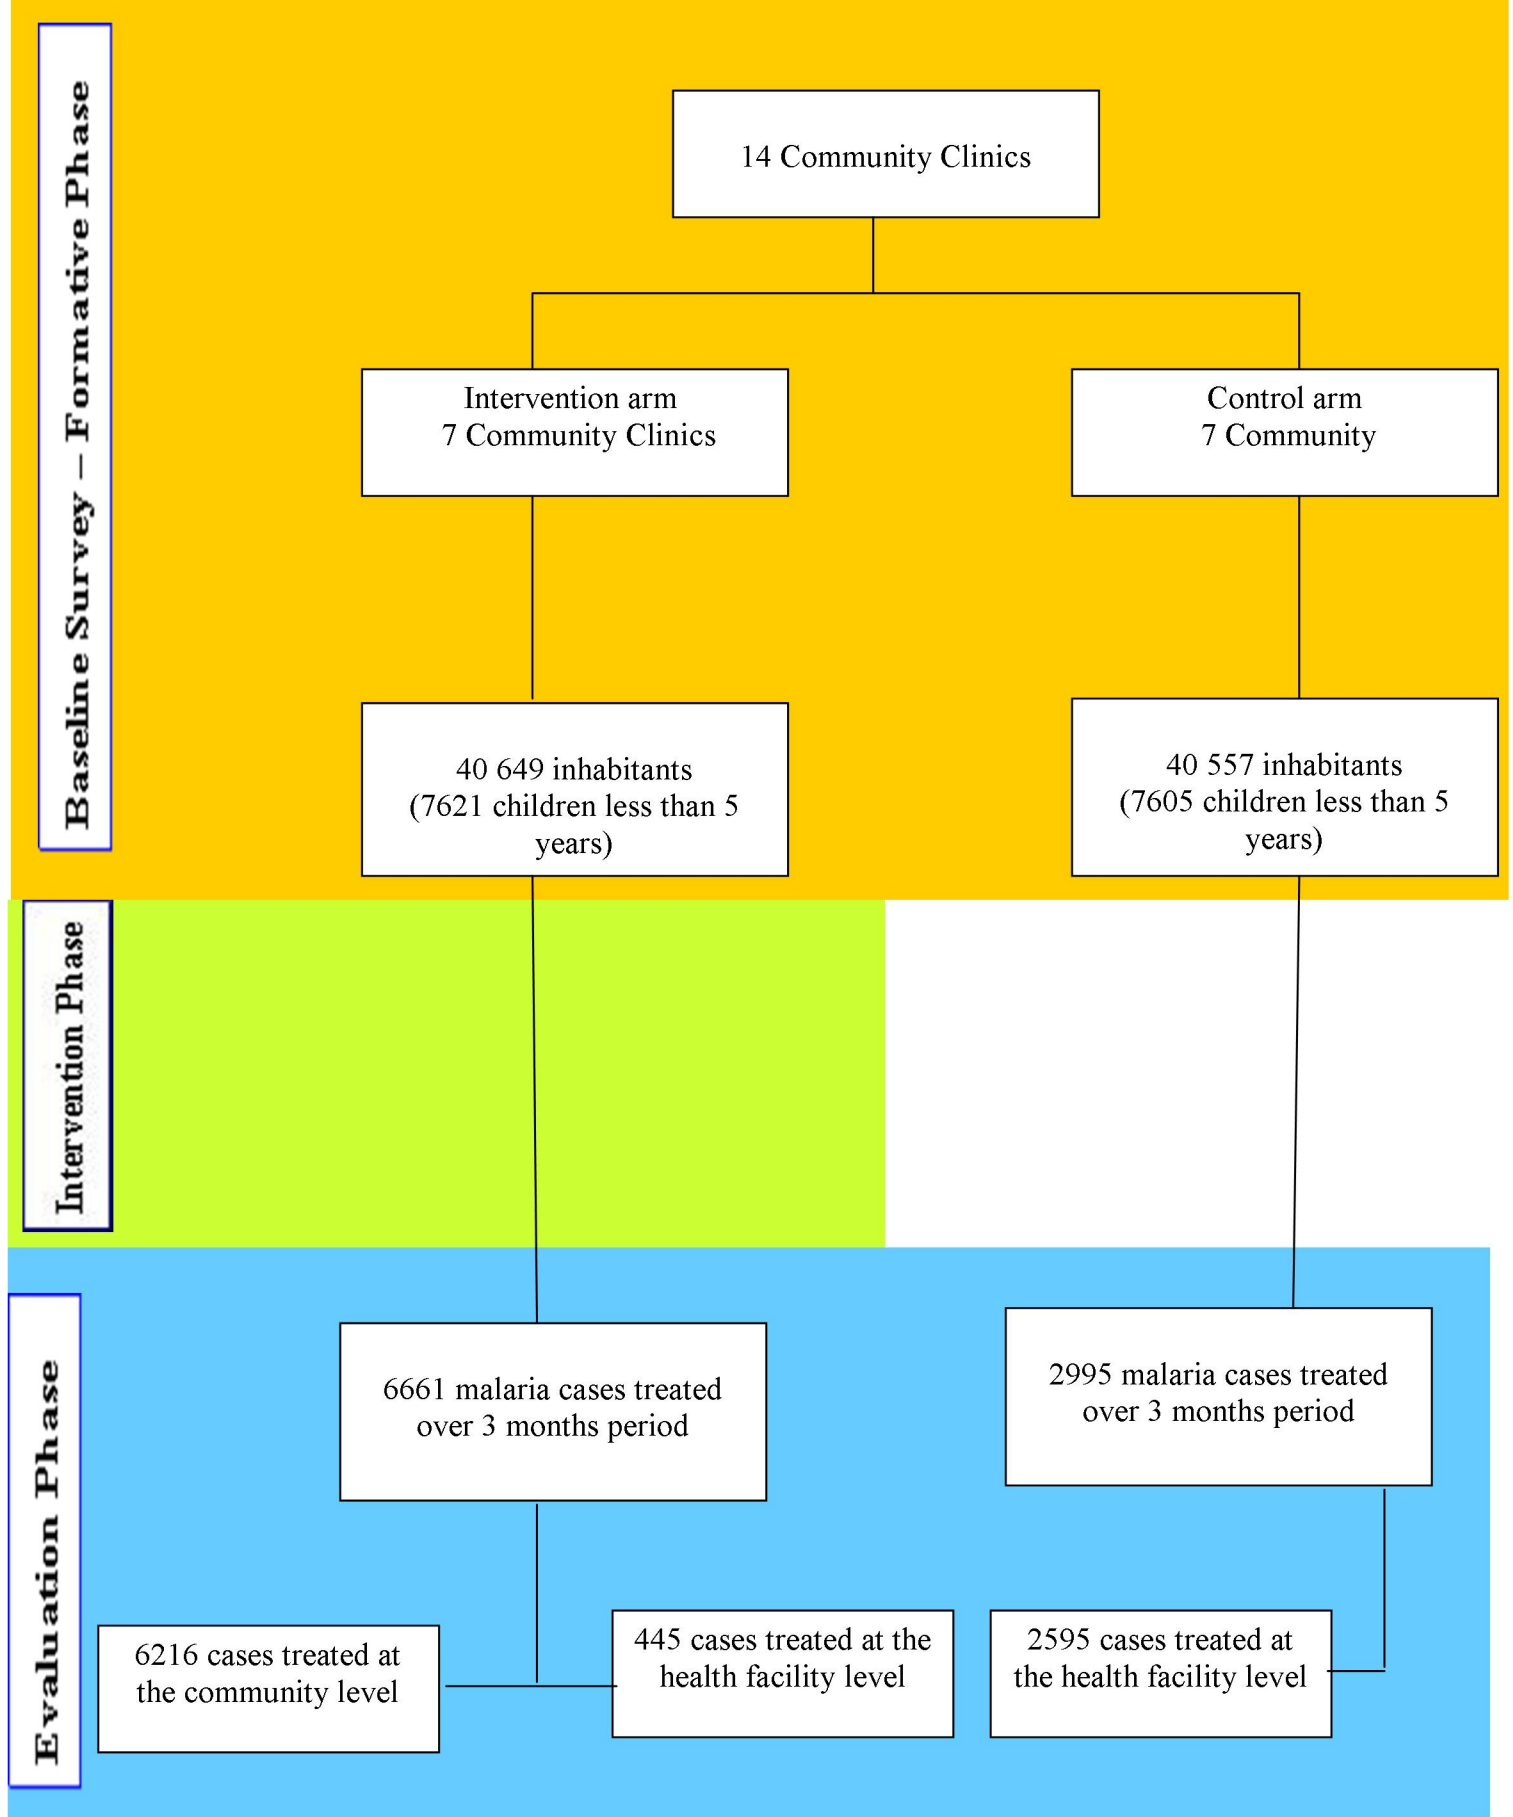 Baseline Survey – Formative Phase
14 Community Clinics
Intervention arm
7 Community Clinics
Control arm
7 Community
40 649 inhabitants
(7621 children less than 5
years)
40 557 inhabitants
(7605 children less than 5
years)
Intervention Phase
Evaluation Phase
6661 malaria cases treated
over 3 months period
2995 malaria cases treated
over 3 months period
6216 cases treated at
the community level
445 cases treated at the
health facility level
2595 cases treated at
the health facility level